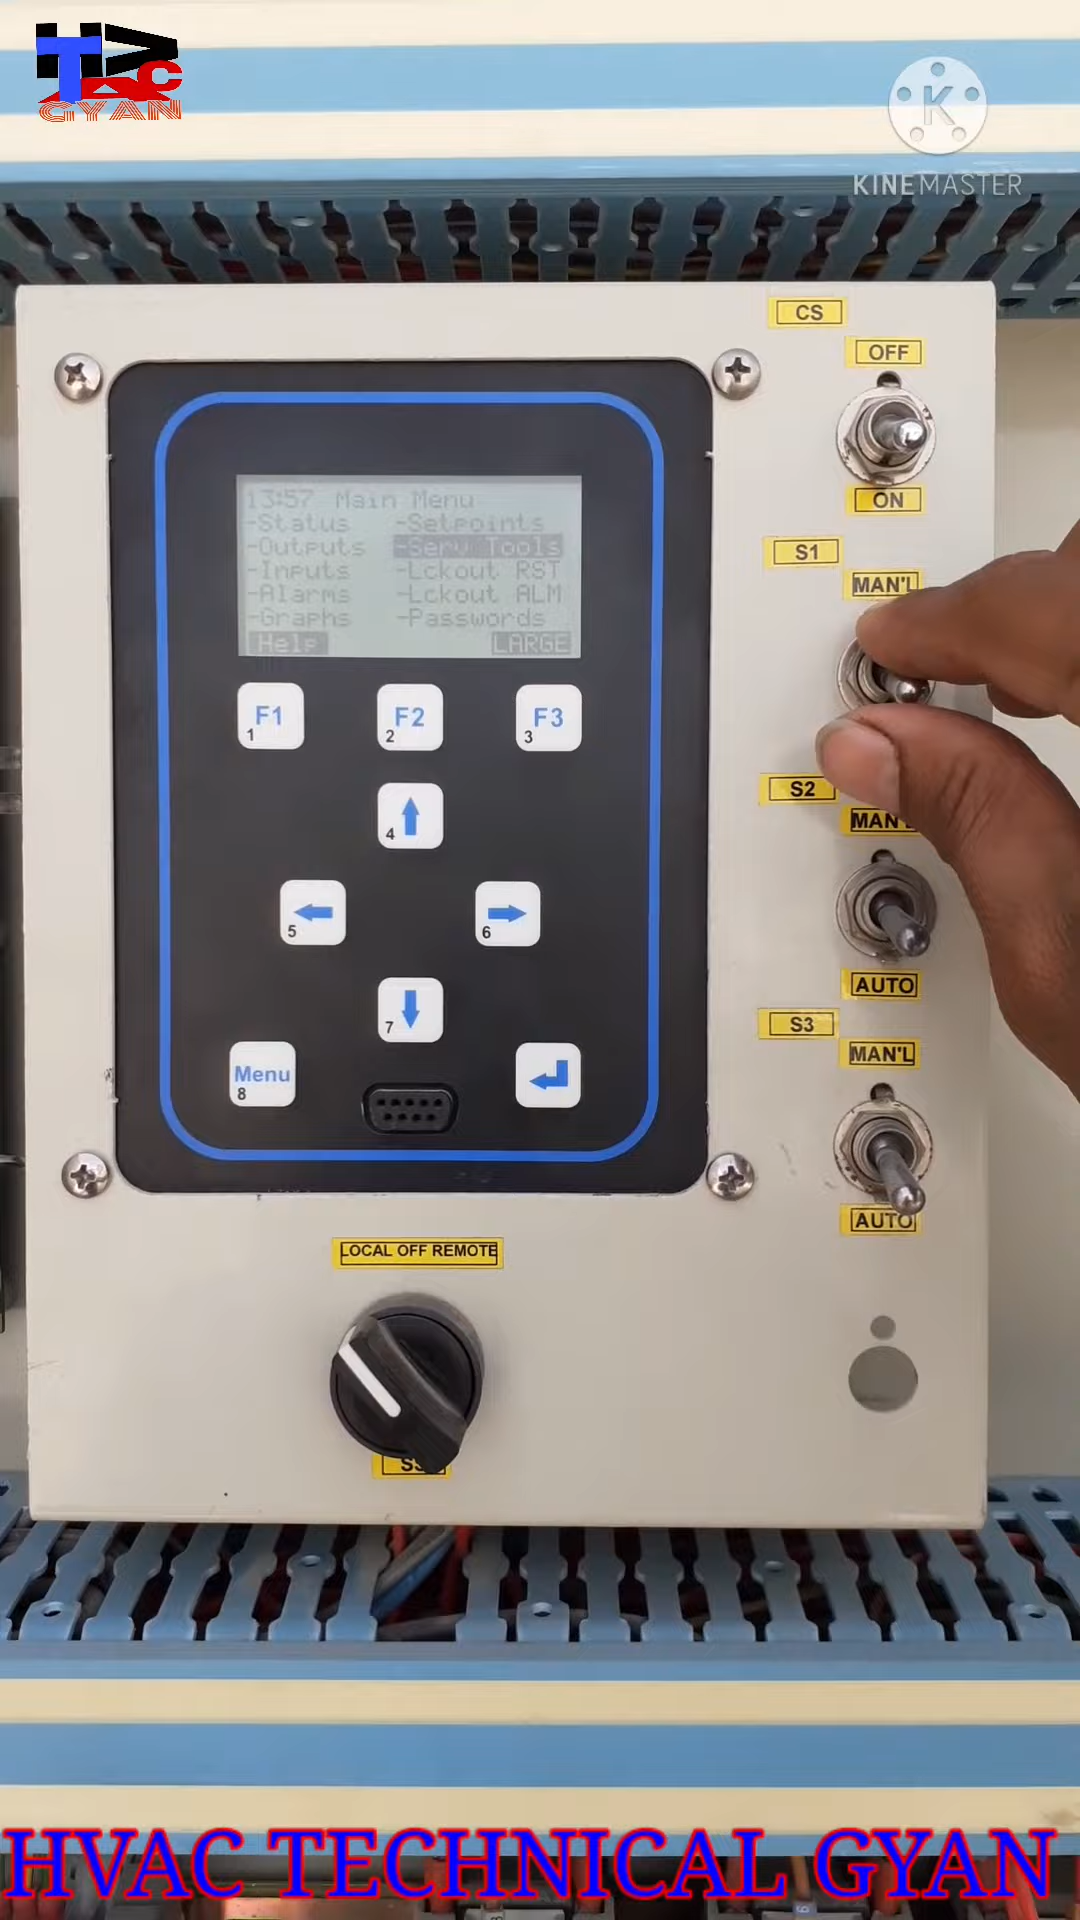 HVAC
GYAN
K
KINEMASTER
CS
OFF
ON
S1
MAN'L
S2
MAN'L
AUTO
S3
MAN'L
AUTO
13:57 Main Menu
-Status -Setpoints
-Outputs -Serv Tools
-Inputs -Lckout RST
-Alarms -Lckout ALM
-Graphs -Passwords
Help LARGE
F1 1
F2 2
F3 3
4
5
6
7
Menu 8
LOCAL OFF REMOTE
HVAC TECHNICAL GYAN